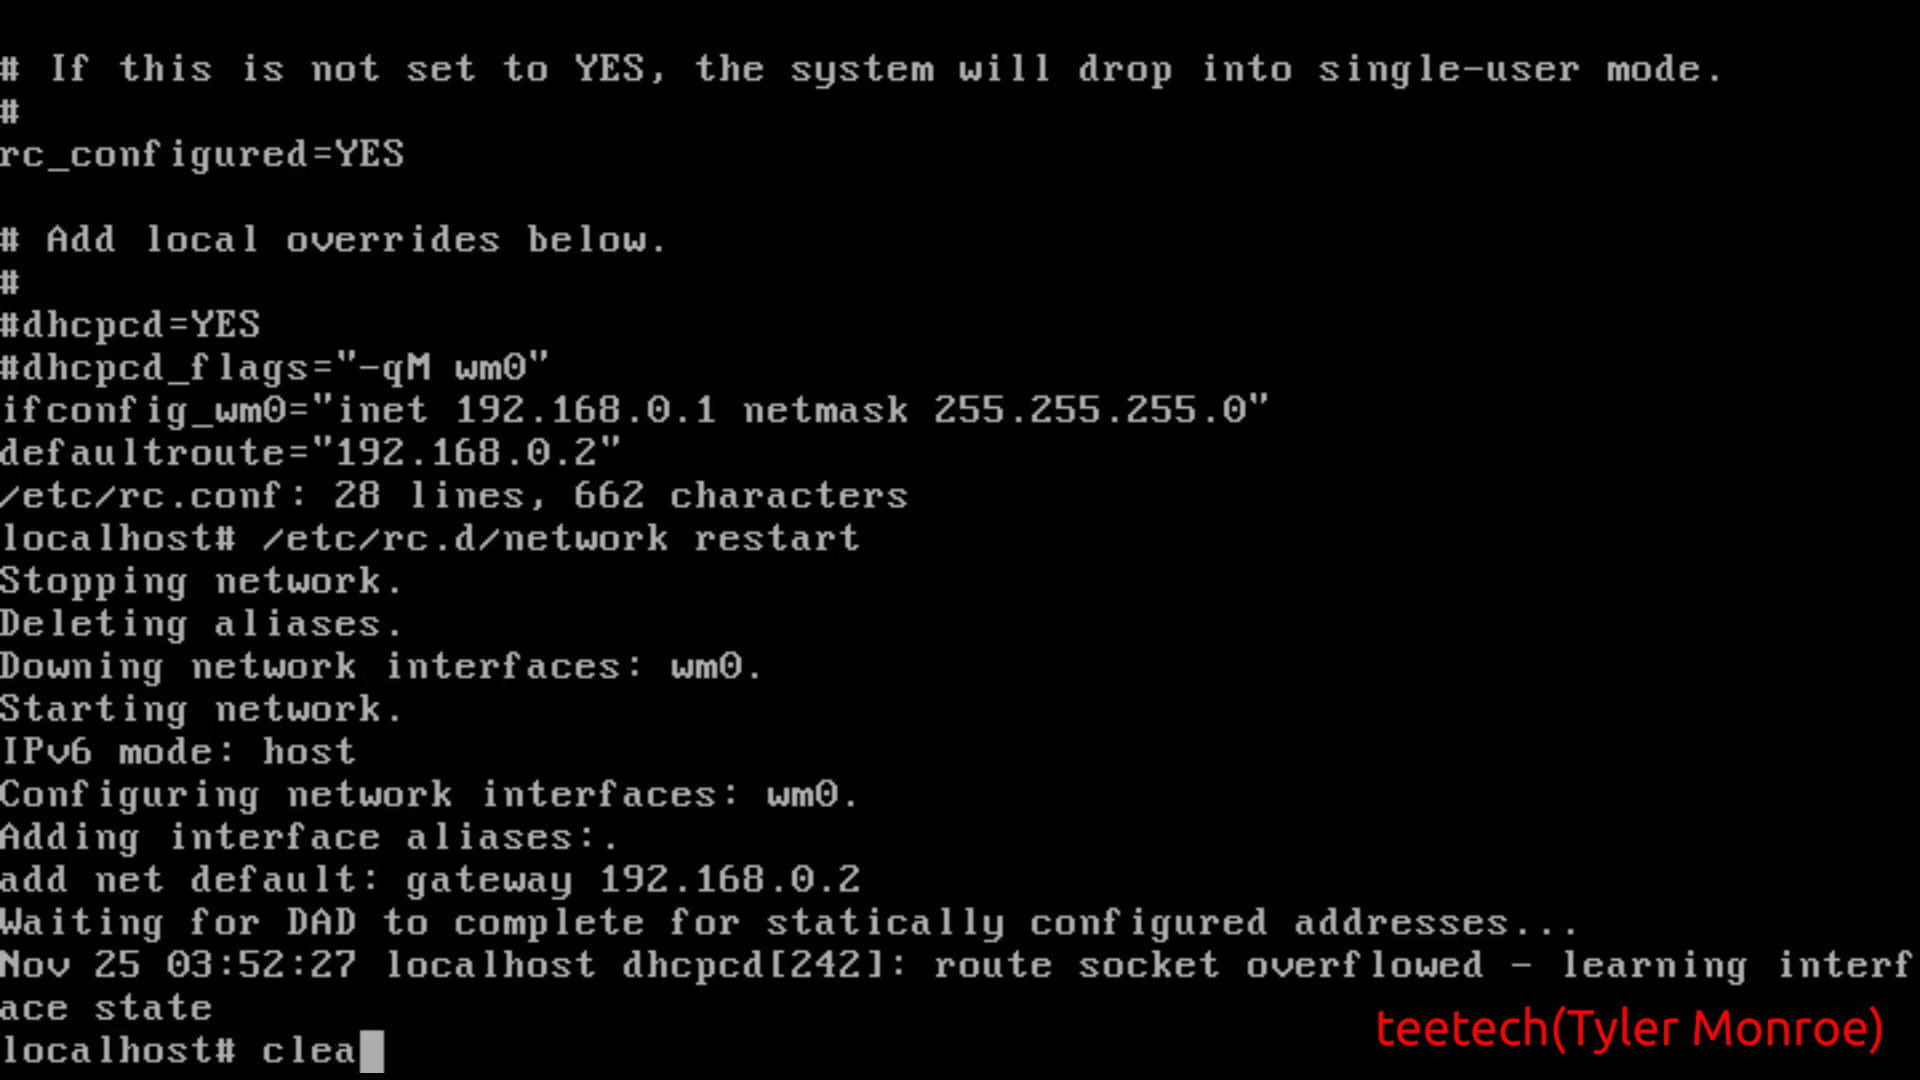 # If this is not set to YES, the system will drop into single-user mode.
#
rc_configured=YES
# Add local overrides below.
#
#dhcpcd=YES
#dhcpcd_flags="-qM wm0"
ifconfig_wm0="inet 192.168.0.1 netmask 255.255.255.0"
defaultroute="192.168.0.2"
/etc/rc.conf: 28 lines, 662 characters
localhost# /etc/rc.d/network restart
Stopping network.
Deleting aliases.
Downing network interfaces: wm0.
Starting network.
IPv6 mode: host
Configuring network interfaces: wm0.
Adding interface aliases:.
add net default: gateway 192.168.0.2
Waiting for DAD to complete for statically configured addresses...
Nov 25 03:52:27 localhost dhcpcd[242]: route socket overflowed - learning interf
ace state
localhost# clea
teetech(Tyler Monroe)